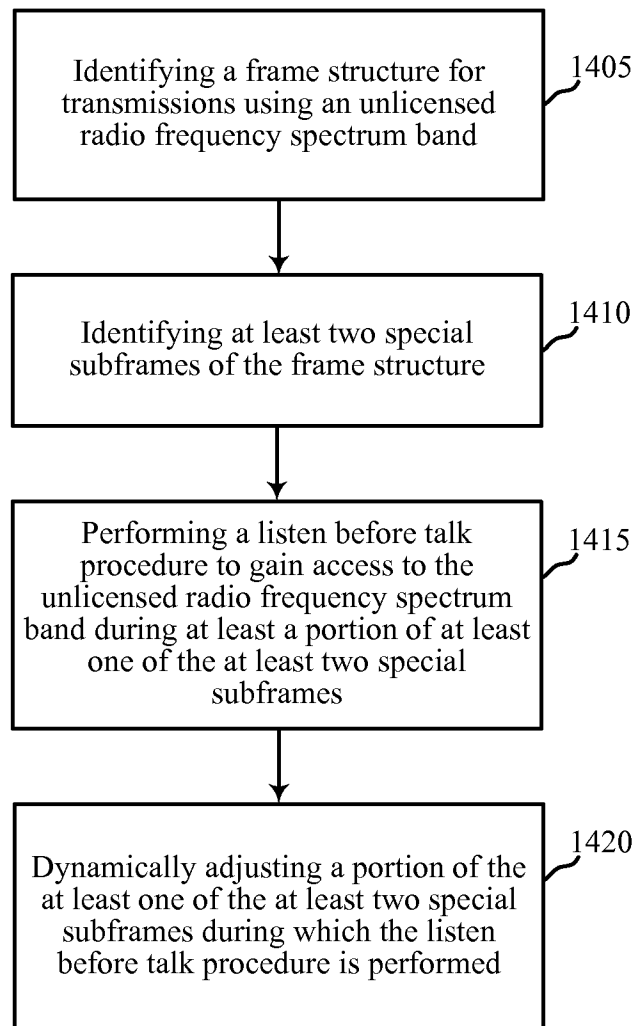 Identifying a frame structure for
transmissions using an unlicensed
radio frequency spectrum band
1405
Identifying at least two special
subframes of the frame structure
1410
Performing a listen before talk
procedure to gain access to the
unlicensed radio frequency spectrum
band during at least a portion of at least
one of the at least two special
subframes
1415
Dynamically adjusting a portion of the
at least one of the at least two special
subframes during which the listen
before talk procedure is performed
1420